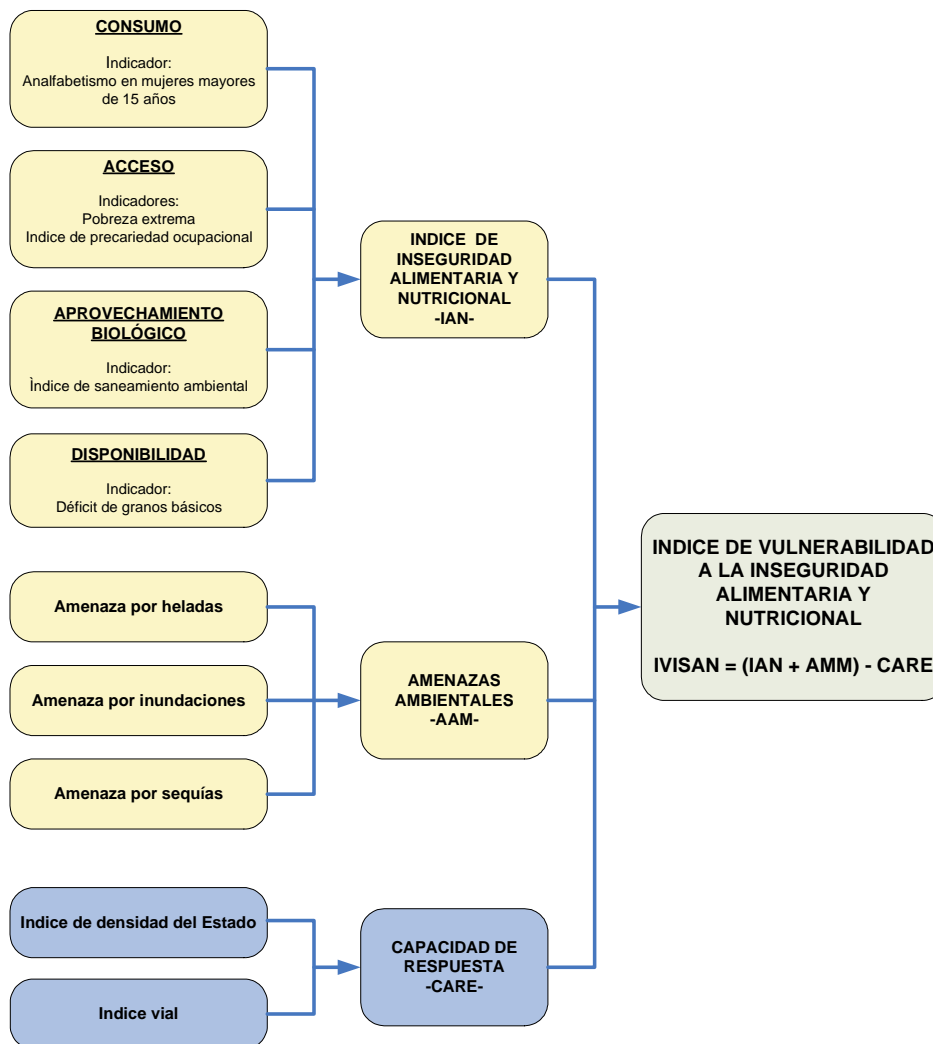 CONSUMO
Indicador:
Analfabetismo en mujeres mayores
de 15 años
ACCESO
Indicadores:
Pobreza extrema
Indice de precariedad ocupacional
APROVECHAMIENTO
BIOLÓGICO
Indicador:
Ìndice de saneamiento ambiental
DISPONIBILIDAD
Indicador:
Déficit de granos básicos
INDICE DE
INSEGURIDAD
ALIMENTARIA Y
NUTRICIONAL
-IAN-
Amenaza por heladas
Amenaza por inundaciones
Amenaza por sequías
AMENAZAS
AMBIENTALES
-AAM-
Indice de densidad del Estado
Indice vial
CAPACIDAD DE
RESPUESTA
-CARE-
INDICE DE VULNERABILIDAD
A LA INSEGURIDAD
ALIMENTARIA Y
NUTRICIONAL
IVISAN = (IAN + AMM) - CARE